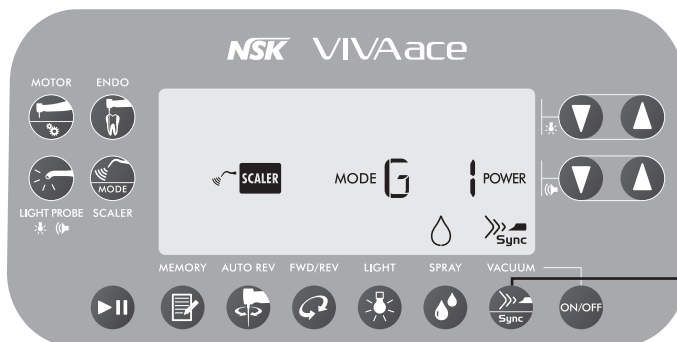 NSK VIVAace
MOTOR ENDO
SCALER MODE G 1 POWER
MODE
LIGHT PROBE SCALER
Sync
MEMORY AUTO REV FWD/REV LIGHT SPRAY VACUUM
Sync ON/OFF